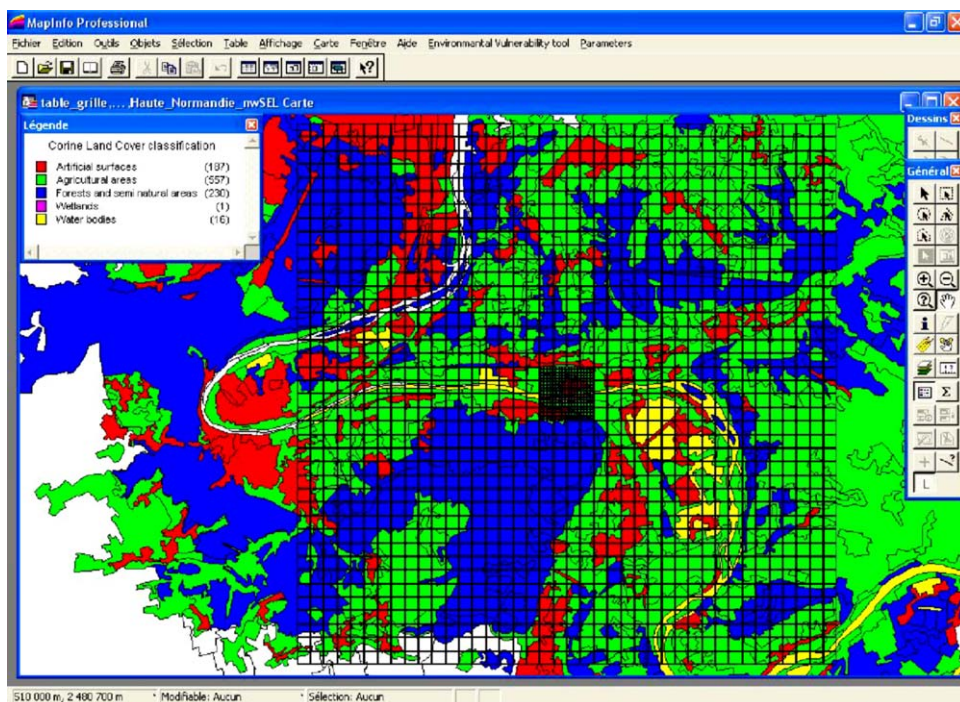 MapInfo Professional
Fichier Edition Outils Objets Sélection Table Affichage Carte Fenêtre Aide Environmantal Vulnerability tool Parameters
table_grille,... ,Haute_Normandie_nwSEL Carte
Légende
Corine Land Cover classification
Artificial surfaces (187)
Agricultural areas (557)
Forests and semi natural areas (230)
Wetlands (1)
Water bodies (16)
Dessins
Général
510 000 m, 2 480 700 m Modifiable: Aucun Sélection: Aucun